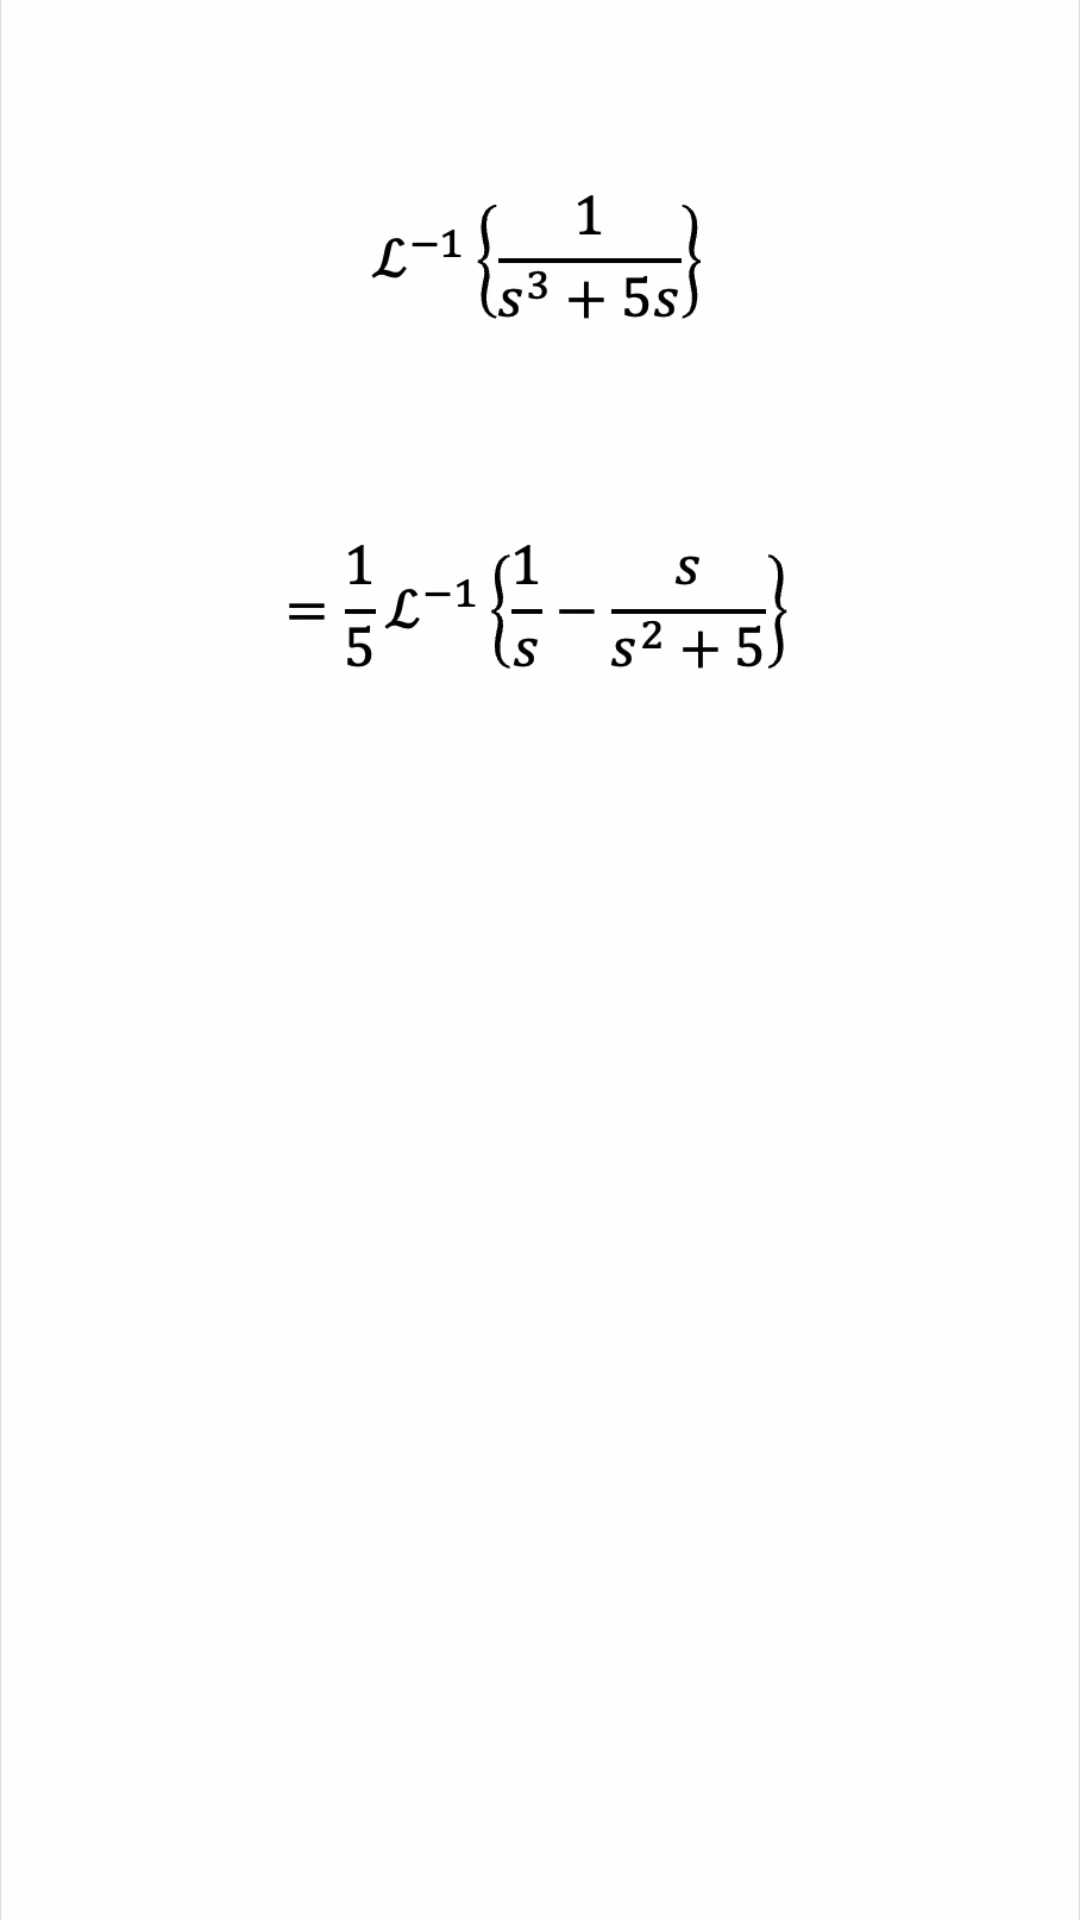 ℒ⁻¹{1/(s³ + 5s)}
= 1/5 ℒ⁻¹{1/s − s/(s² + 5)}